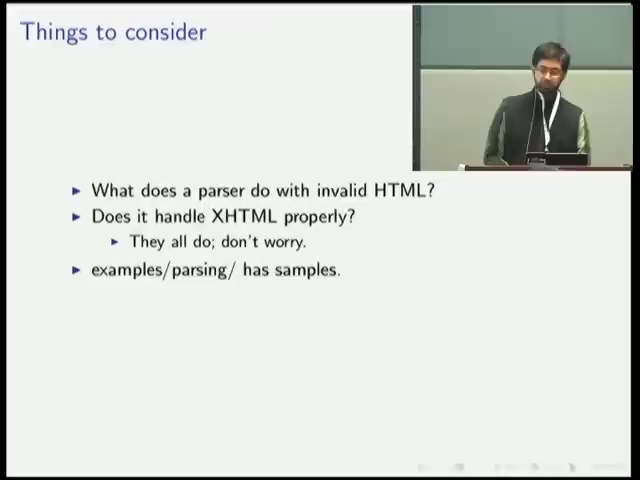 Things to consider
What does a parser do with invalid HTML?
Does it handle XHTML properly?
They all do; don't worry.
examples/parsing/ has samples.